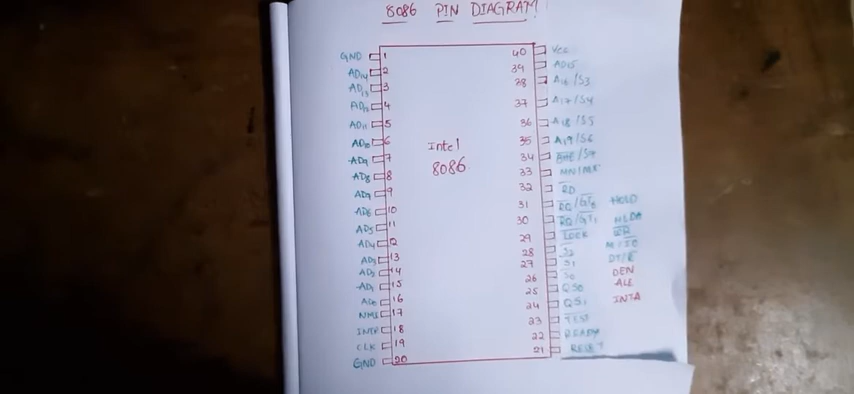 8086 PIN DIAGRAM
GND 1 40 Vcc
AD14 2 39 AD15
AD13 3 38 A16/S3
AD12 4 37 A17/S4
AD11 5 36 A18/S5
AD10 6 35 A19/S6
AD9 7 34 BHE/S7
AD8 8 33 MN/MX
AD7 9 32 RD
AD6 10 31 RQ/GT0 HOLD
AD5 11 30 RQ/GT1 HLDA
AD4 12 29 LOCK WR
AD3 13 28 S2 M/IO
AD2 14 27 S1 DT/R
AD1 15 26 S0 DEN
AD0 16 25 QS0 ALE
NMI 17 24 QS1 INTA
INTR 18 23 TEST
CLK 19 22 READY
GND 20 21 RESET
Intel
8086